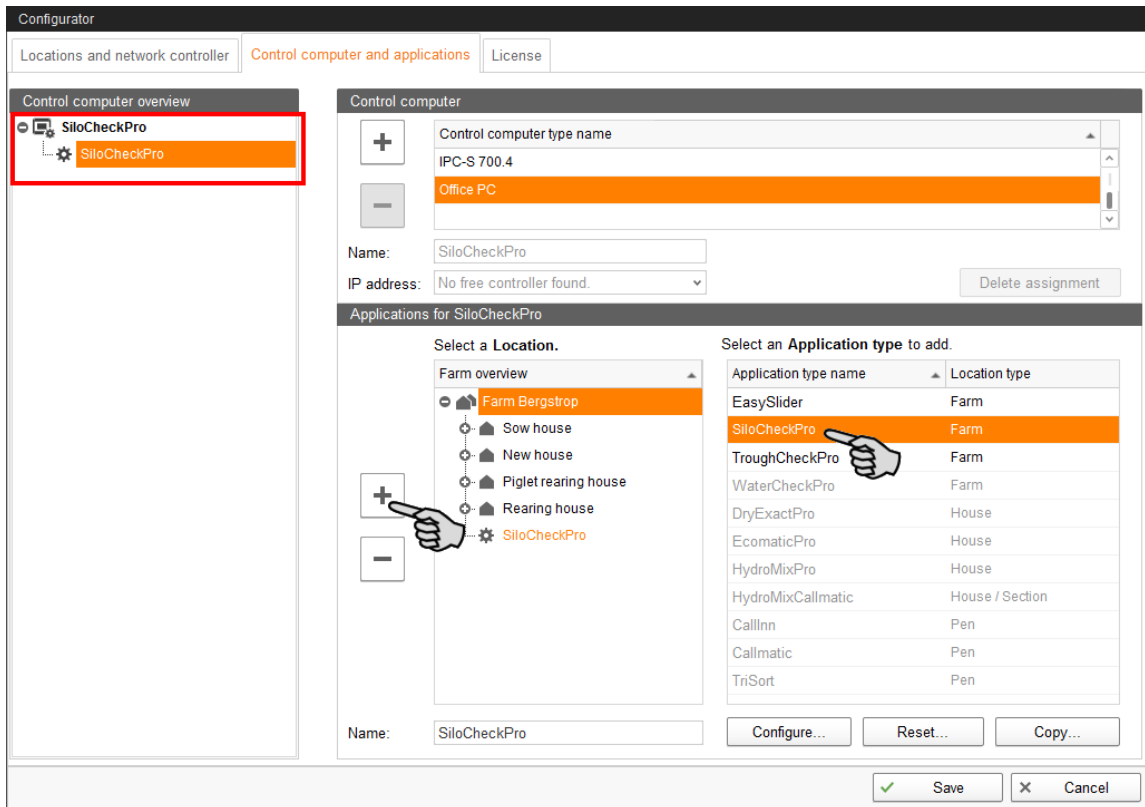 Configurator
Locations and network controller
Control computer and applications
License
Control computer overview
SiloCheckPro
SiloCheckPro
Control computer
Control computer type name
IPC-S 700.4
Office PC
Name:
SiloCheckPro
IP address:
No free controller found.
Delete assignment
Applications for SiloCheckPro
Select a Location.
Farm overview
Farm Bergstrop
Sow house
New house
Piglet rearing house
Rearing house
SiloCheckPro
Name:
SiloCheckPro
Select an Application type to add.
Application type name Location type
EasySlider Farm
SiloCheckPro Farm
TroughCheckPro Farm
WaterCheckPro Farm
DryExactPro House
EcomaticPro House
HydroMixPro House
HydroMixCallmatic House / Section
CallInn Pen
Callmatic Pen
TriSort Pen
Configure...
Reset...
Copy...
Save
Cancel